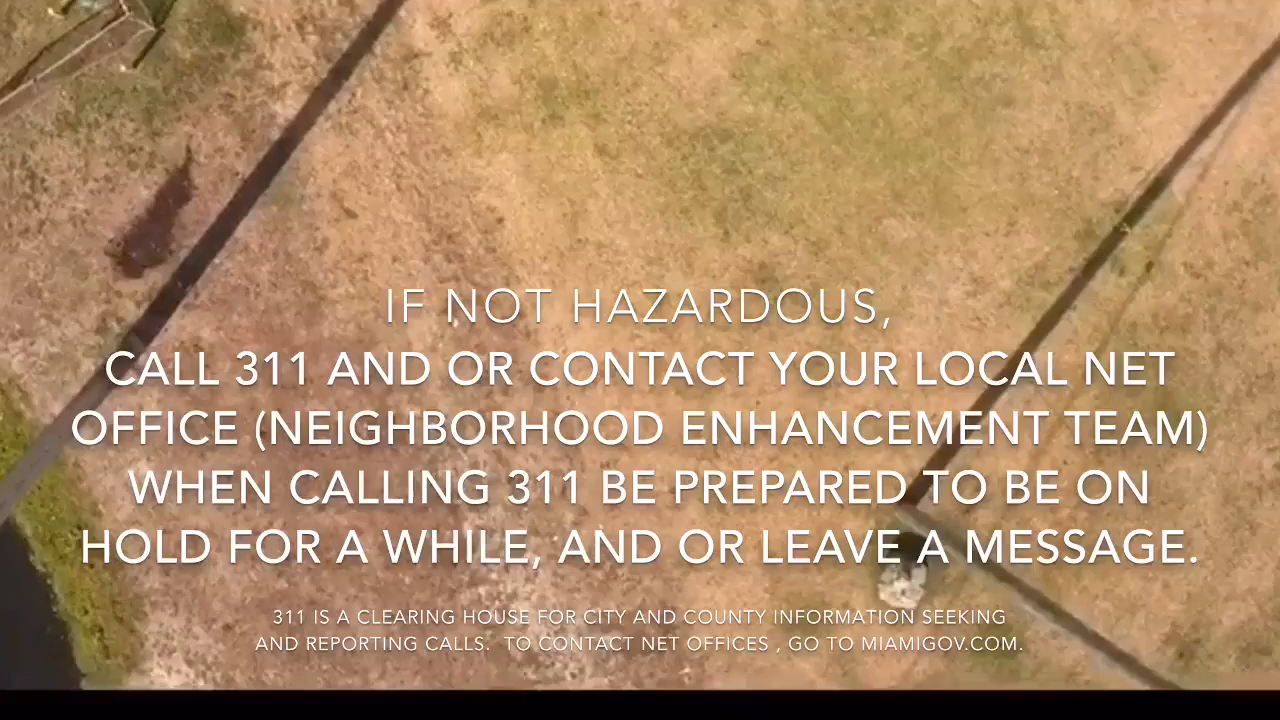 IF NOT HAZARDOUS,
CALL 311 AND OR CONTACT YOUR LOCAL NET
OFFICE (NEIGHBORHOOD ENHANCEMENT TEAM)
WHEN CALLING 311 BE PREPARED TO BE ON
HOLD FOR A WHILE, AND OR LEAVE A MESSAGE.
311 IS A CLEARING HOUSE FOR CITY AND COUNTY INFORMATION SEEKING
AND REPORTING CALLS.  TO CONTACT NET OFFICES , GO TO MIAMIGOV.COM.